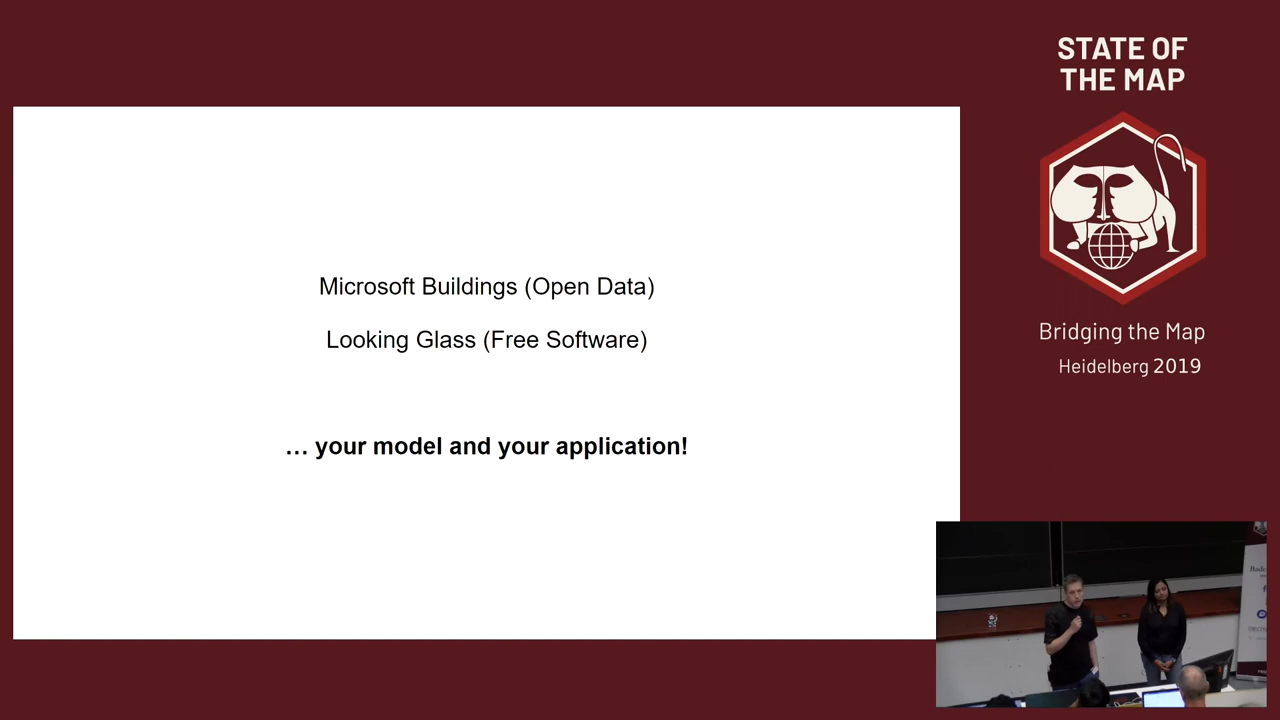 STATE OF
THE MAP
Microsoft Buildings (Open Data)
Looking Glass (Free Software)
… your model and your application!
Bridging the Map
Heidelberg 2019